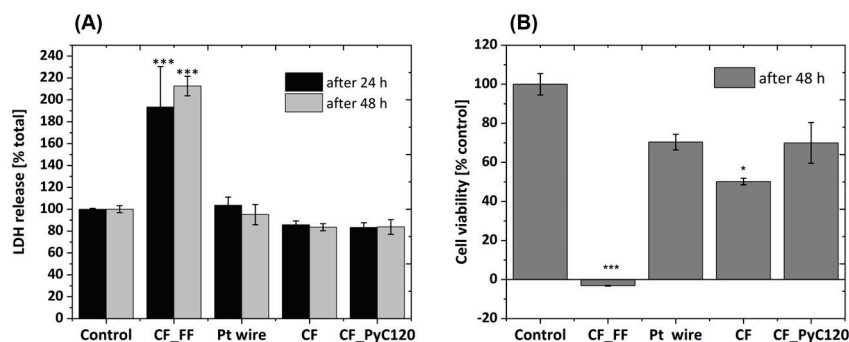 (A)
LDH release [% total]
240
220
200
180
160
140
120
100
80
60
40
20
0
***
***
after 24 h
after 48 h
Control CF_FF Pt wire CF CF_PyC120
(B)
Cell viability [% control]
120
100
80
60
40
20
0
-20
after 48 h
***
*
Control CF_FF Pt wire CF CF_PyC120